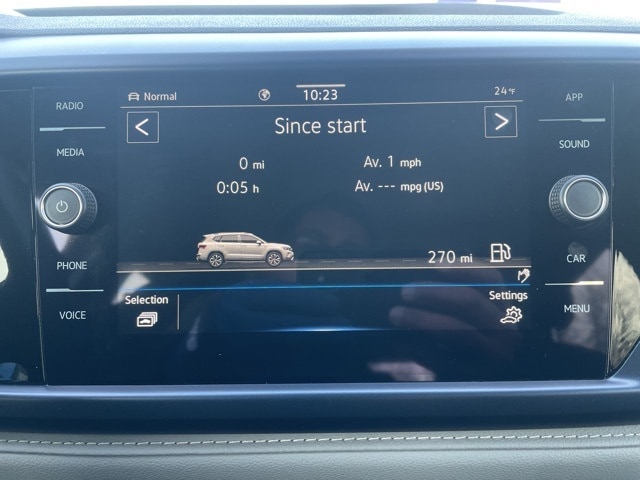 RADIO
MEDIA
PHONE
VOICE
Normal
10:23
24 °F
Since start
0 mi
Av. 1 mph
0:05 h
Av. --- mpg (US)
270 mi
Selection
Settings
APP
SOUND
CAR
MENU